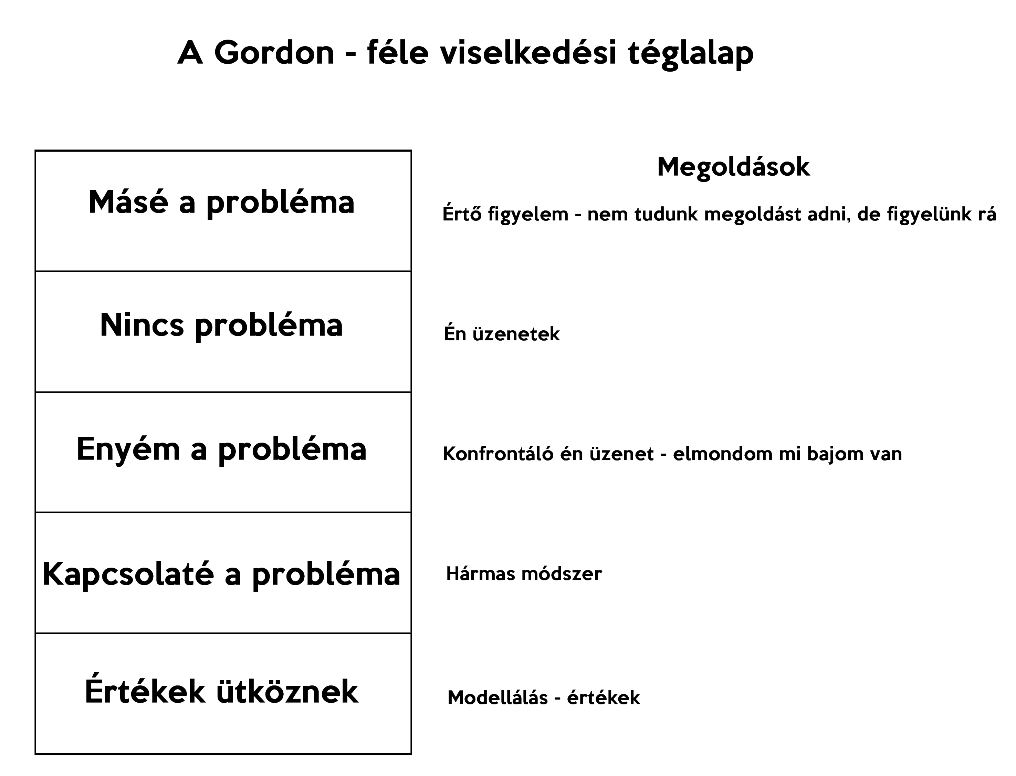 A Gordon - féle viselkedési téglalap
Megoldások
Másé a probléma
Értő figyelem - nem tudunk megoldást adni, de figyelünk rá
Nincs probléma
Én üzenetek
Enyém a probléma
Konfrontáló én üzenet - elmondom mi bajom van
Kapcsolaté a probléma
Hármas módszer
Értékek ütköznek
Modellálás - értékek